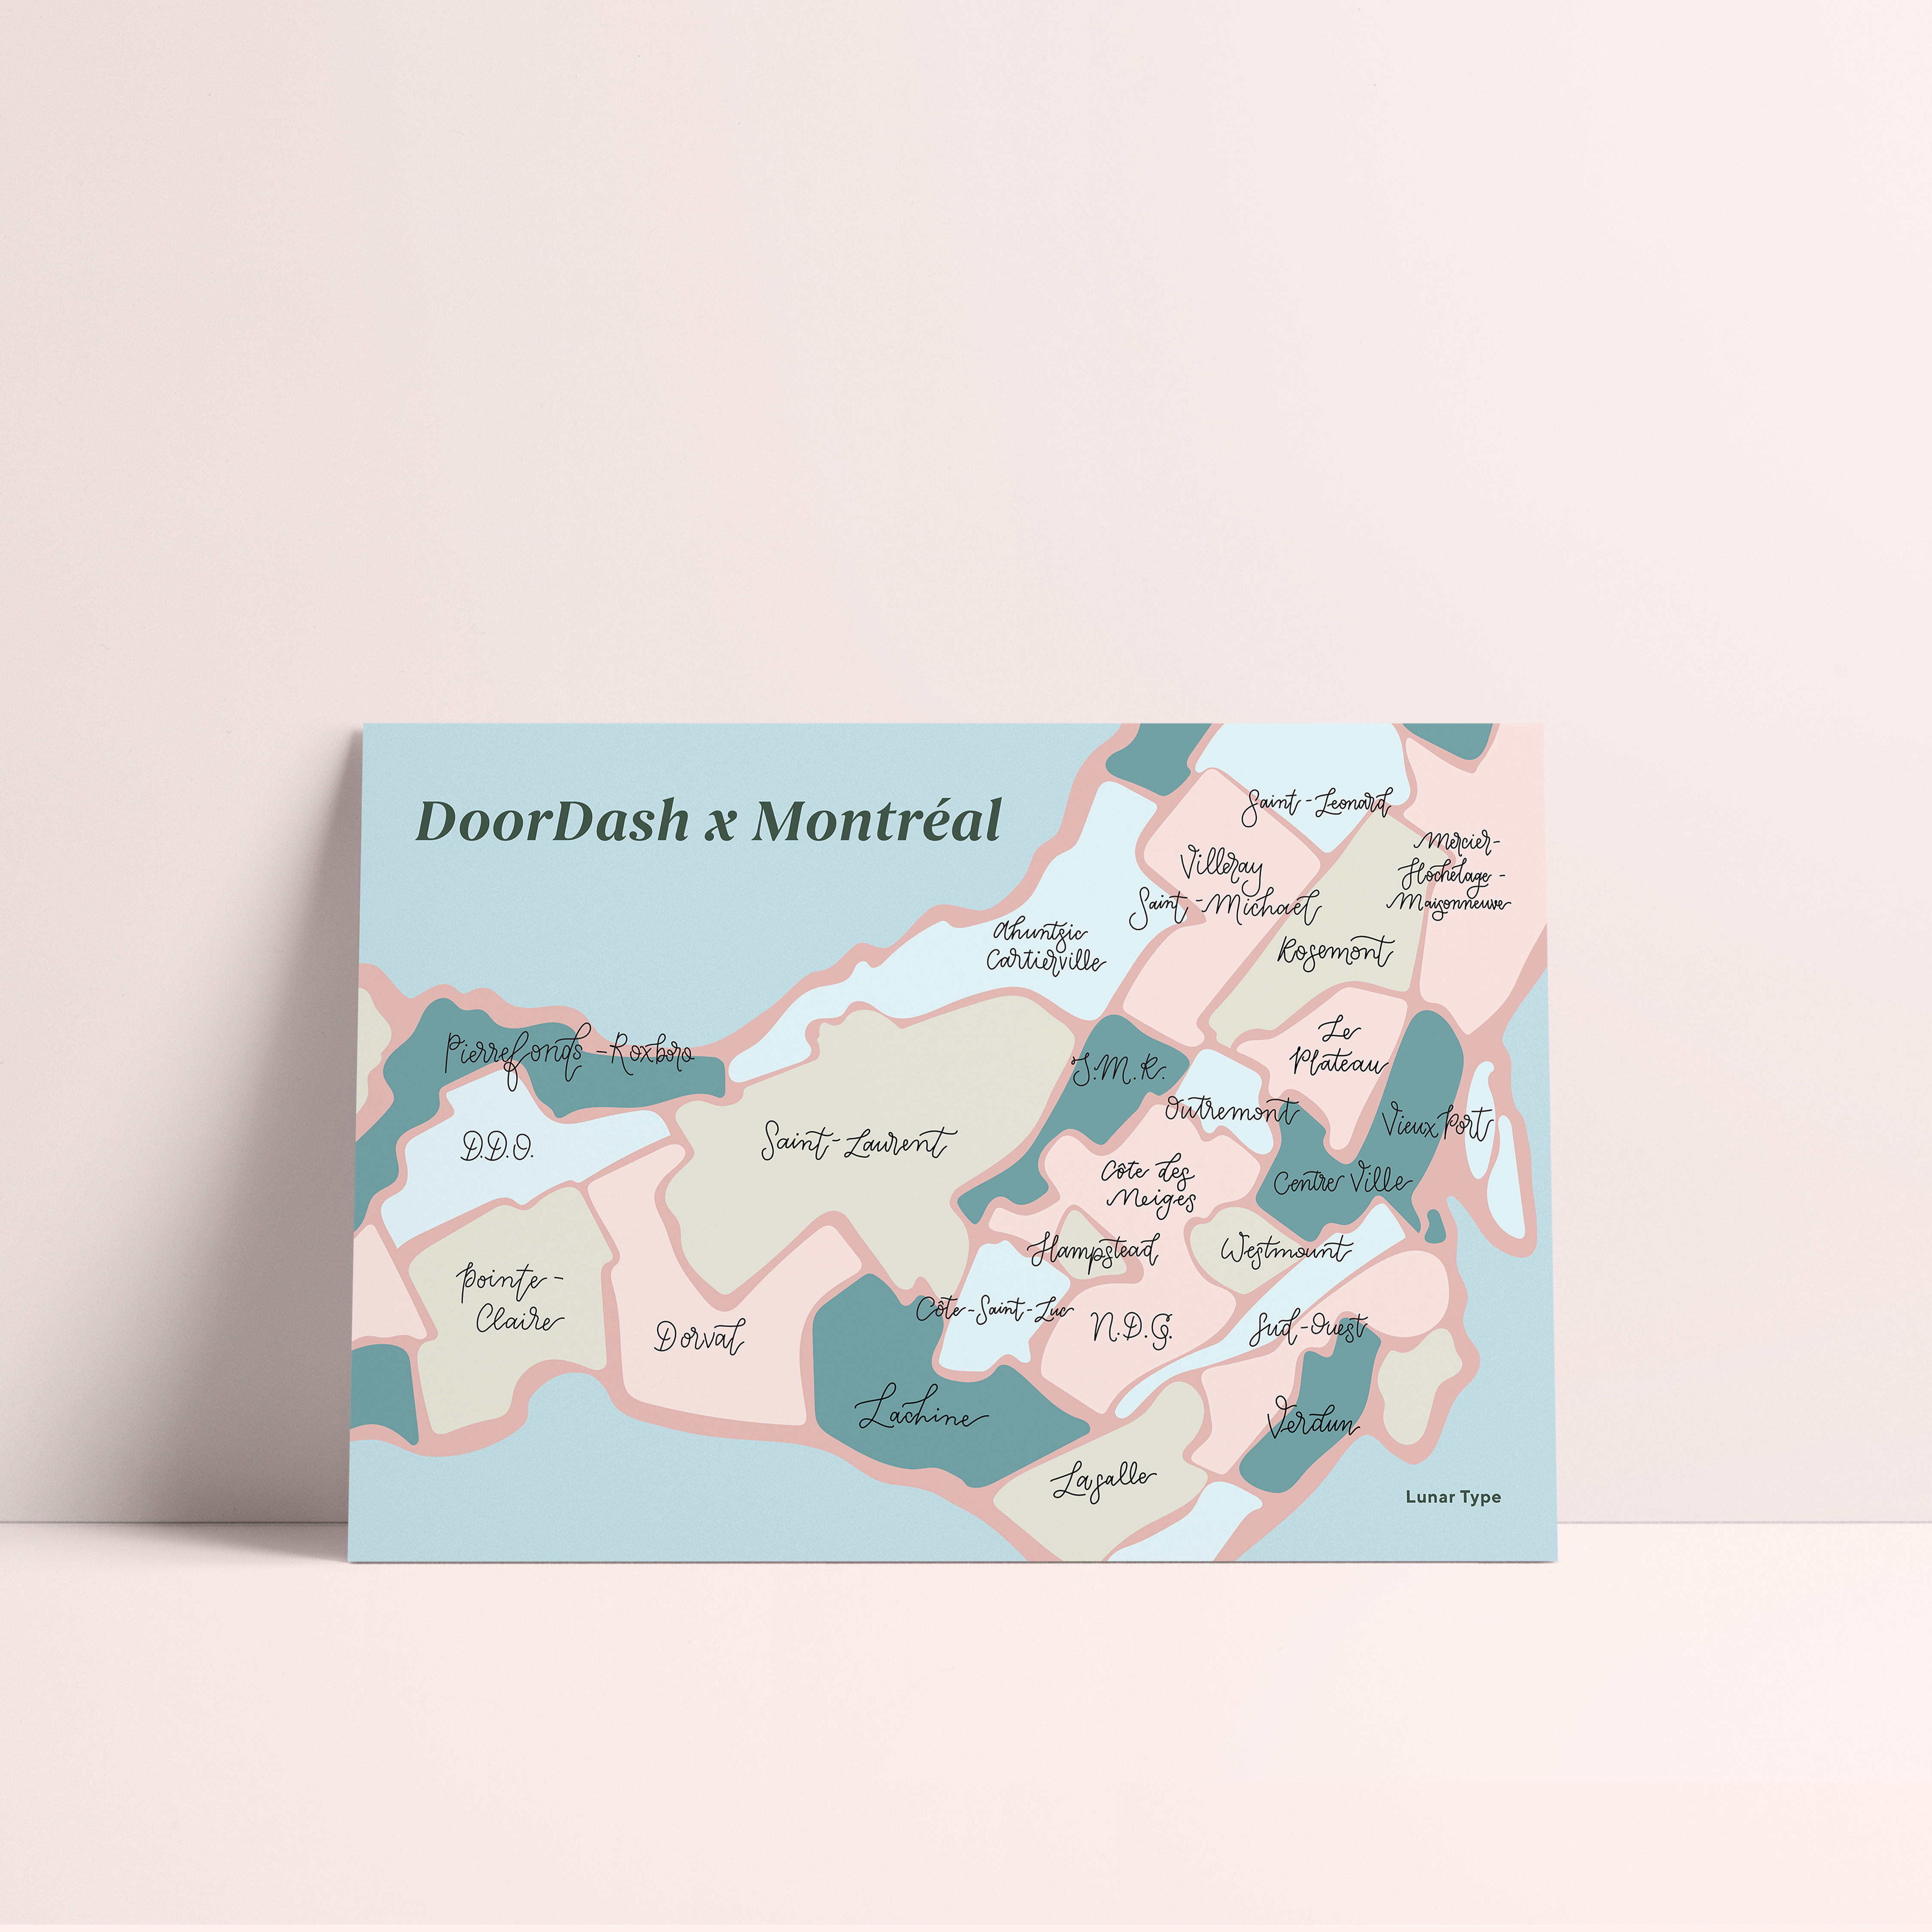 DoorDash x Montréal
Saint-Leonard
Mercier-
Hochelage-
Maisonneuve
Villeray
Saint-Michael
Ahuntsic
Cartierville
Rosemont
Le
Plateau
Pierrefonds-Roxboro
T.M.R.
Outremont
Vieux Port
D.D.O.
Saint-Laurent
Côte des
Neiges
Centre Ville
Hampstead
Westmount
Pointe-
Claire
Côte-Saint-Luc
N.D.G.
Sud-Ouest
Dorval
Lachine
Verdun
Lasalle
Lunar Type